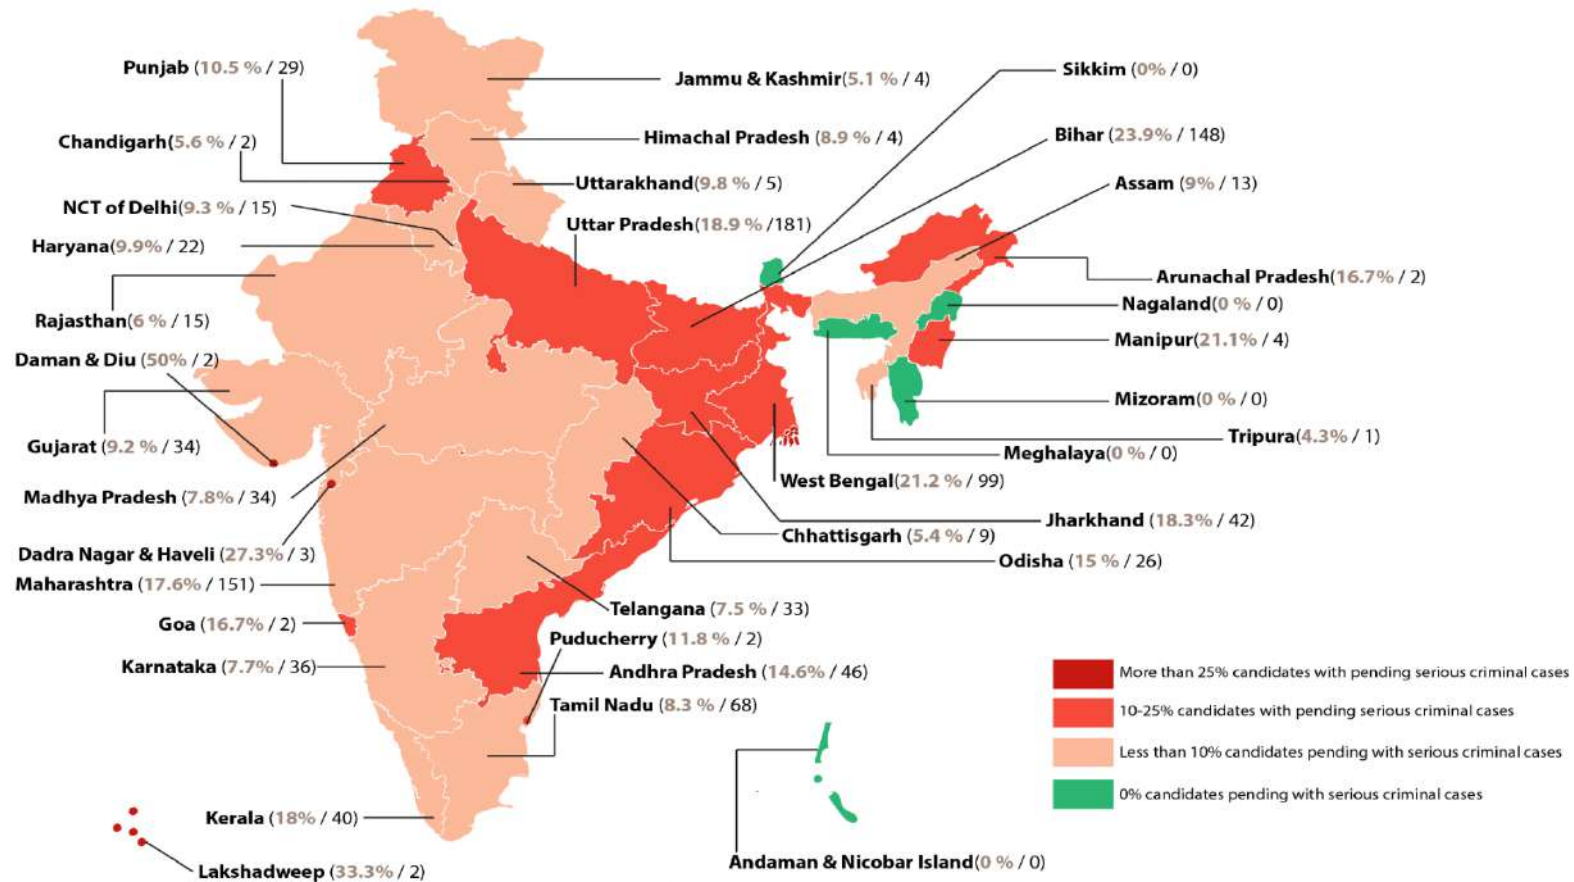 Punjab (10.5 % / 29)
Jammu & Kashmir(5.1 % / 4)
Sikkim (0% / 0)
Chandigarh(5.6 % / 2)
Himachal Pradesh (8.9 % / 4)
Bihar (23.9% / 148)
Uttarakhand(9.8 % / 5)
Assam (9% / 13)
NCT of Delhi(9.3 % / 15)
Uttar Pradesh(18.9 % /181)
Haryana(9.9% / 22)
Arunachal Pradesh(16.7% / 2)
Nagaland(0 % / 0)
Rajasthan(6 % / 15)
Manipur(21.1% / 4)
Daman & Diu (50% / 2)
Mizoram(0 % / 0)
Gujarat (9.2 % / 34)
Tripura(4.3% / 1)
Meghalaya(0 % / 0)
West Bengal(21.2 % / 99)
Madhya Pradesh (7.8% / 34)
Jharkhand (18.3% / 42)
Chhattisgarh (5.4 % / 9)
Dadra Nagar & Haveli (27.3% / 3)
Odisha (15 % / 26)
Maharashtra (17.6% / 151)
Telangana (7.5 % / 33)
Goa (16.7% / 2)
Puducherry (11.8 % / 2)
Karnataka (7.7% / 36)
Andhra Pradesh (14.6% / 46)
Tamil Nadu (8.3 % / 68)
More than 25% candidates with pending serious criminal cases
10-25% candidates with pending serious criminal cases
Less than 10% candidates pending with serious criminal cases
0% candidates pending with serious criminal cases
Kerala (18% / 40)
Andaman & Nicobar Island(0 % / 0)
Lakshadweep (33.3% / 2)